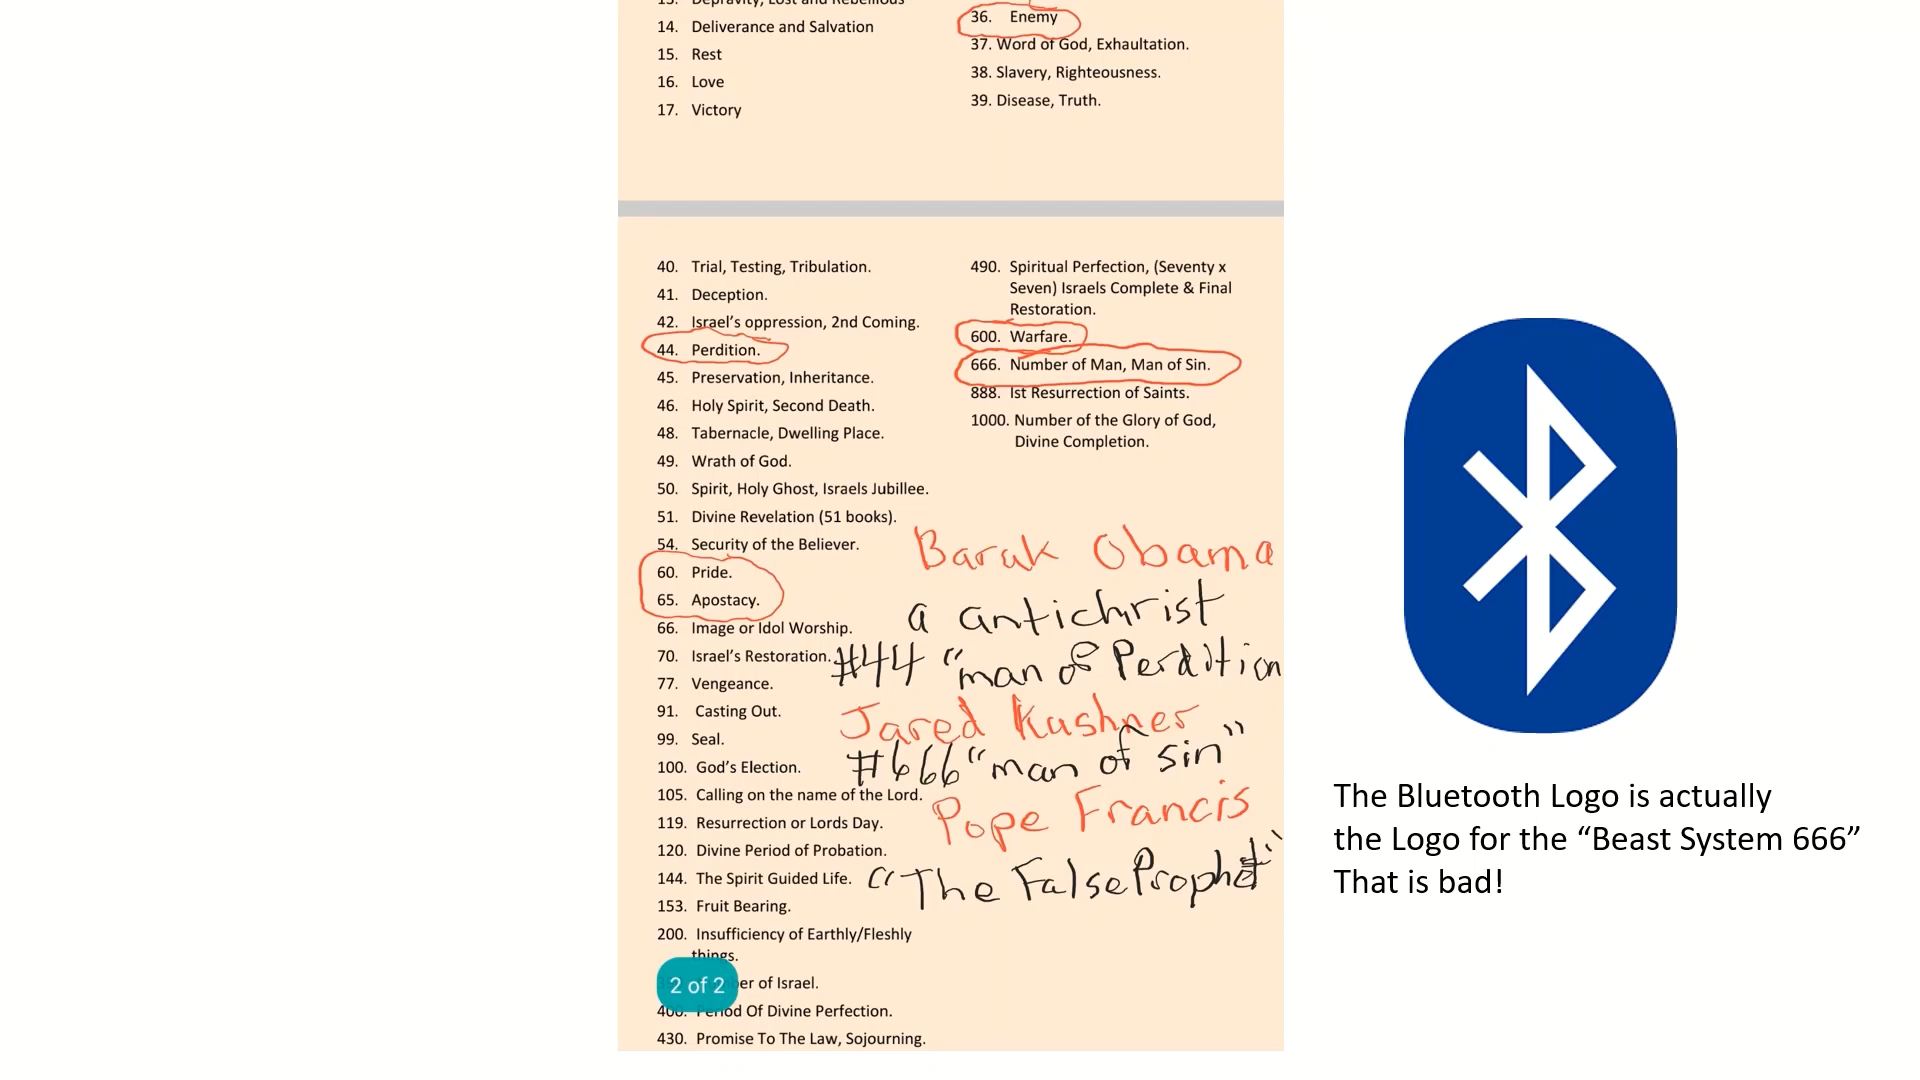 14. Deliverance and Salvation
15. Rest
16. Love
17. Victory
36. Enemy
37. Word of God, Exhaultation.
38. Slavery, Righteousness.
39. Disease, Truth.
40. Trial, Testing, Tribulation.
41. Deception.
42. Israel's oppression, 2nd Coming.
44. Perdition.
45. Preservation, Inheritance.
46. Holy Spirit, Second Death.
48. Tabernacle, Dwelling Place.
49. Wrath of God.
50. Spirit, Holy Ghost, Israels Jubillee.
51. Divine Revelation (51 books).
54. Security of the Believer.
60. Pride.
65. Apostacy.
66. Image or Idol Worship.
70. Israel's Restoration.
77. Vengeance.
91. Casting Out.
99. Seal.
100. God's Election.
105. Calling on the name of the Lord.
119. Resurrection or Lords Day.
120. Divine Period of Probation.
144. The Spirit Guided Life.
153. Fruit Bearing.
200. Insufficiency of Earthly/Fleshly
things.
of Israel.
400. Period Of Divine Perfection.
430. Promise To The Law, Sojourning.
2 of 2
490. Spiritual Perfection, (Seventy x
Seven) Israels Complete & Final
Restoration.
600. Warfare.
666. Number of Man, Man of Sin.
888. Ist Resurrection of Saints.
1000. Number of the Glory of God,
Divine Completion.
Barak Obama
a antichrist
#44 "man of Perdition
Jared Kushner
#666 "man of sin"
Pope Francis
"The False Prophet"
The Bluetooth Logo is actually
the Logo for the “Beast System 666”
That is bad!